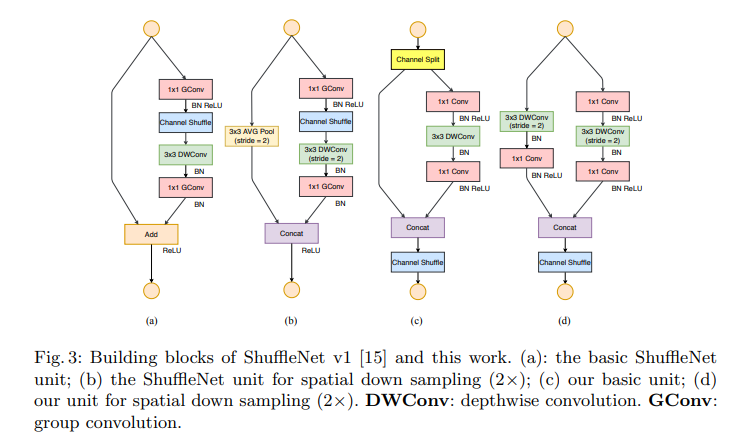 Channel Split
1x1 GConv
BN ReLU
Channel Shuffle
3x3 DWConv
BN
1x1 GConv
BN
Add
ReLU
(a)
1x1 GConv
BN ReLU
Channel Shuffle
3x3 AVG Pool
(stride = 2)
3x3 DWConv
(stride = 2)
BN
1x1 GConv
BN
Concat
ReLU
(b)
1x1 Conv
BN ReLU
3x3 DWConv
BN
1x1 Conv
BN ReLU
Concat
Channel Shuffle
(c)
3x3 DWConv
(stride = 2)
BN
1x1 Conv
BN ReLU
1x1 Conv
BN ReLU
3x3 DWConv
(stride = 2)
BN
1x1 Conv
BN ReLU
Concat
Channel Shuffle
(d)
Fig. 3: Building blocks of ShuffleNet v1 [15] and this work. (a): the basic ShuffleNet
unit; (b) the ShuffleNet unit for spatial down sampling (2×); (c) our basic unit; (d)
our unit for spatial down sampling (2×). DWConv: depthwise convolution. GConv:
group convolution.